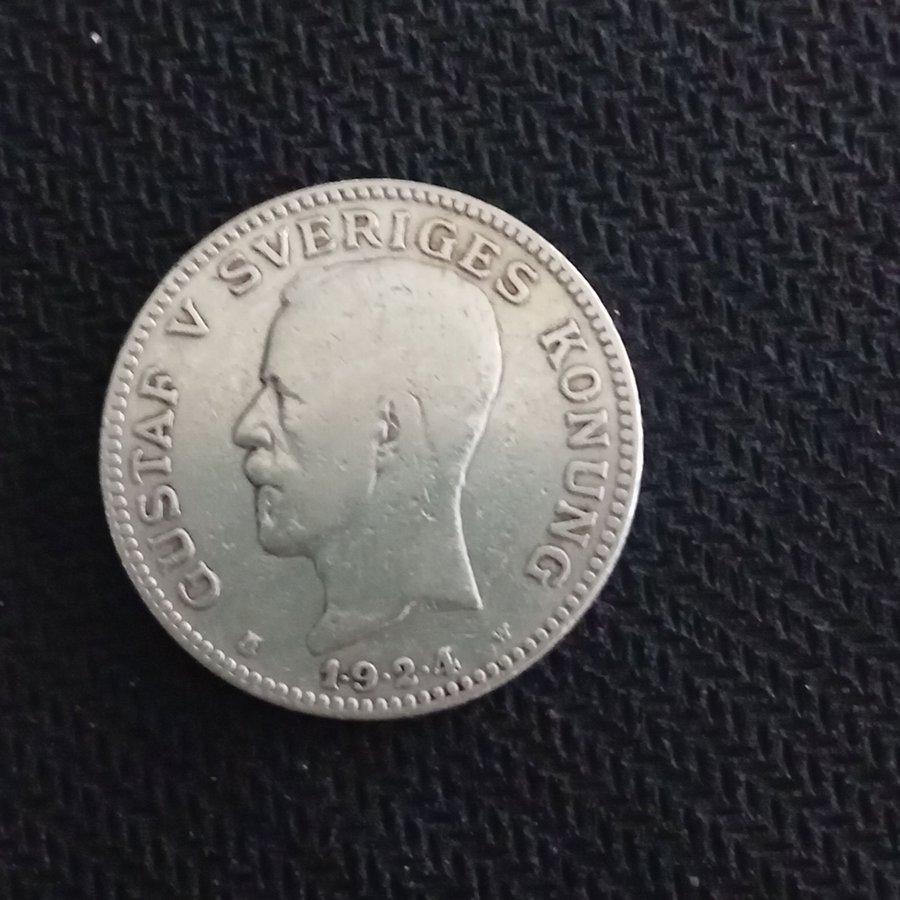 GUSTAF V SVERIGES KONUNG
W
1·9·2·4